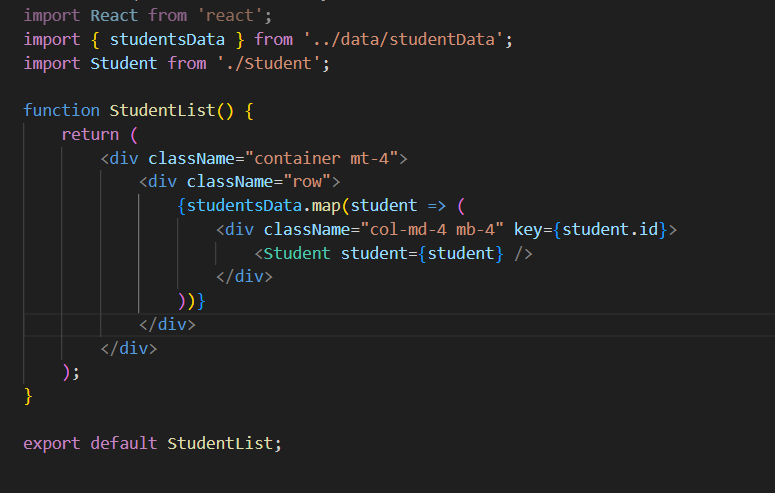 import React from 'react';
import { studentsData } from '../data/studentData';
import Student from './Student';

function StudentList() {
    return (
        <div className="container mt-4">
            <div className="row">
                {studentsData.map(student => (
                    <div className="col-md-4 mb-4" key={student.id}>
                        <Student student={student} />
                    </div>
                ))}
            </div>
        </div>
    );
}

export default StudentList;